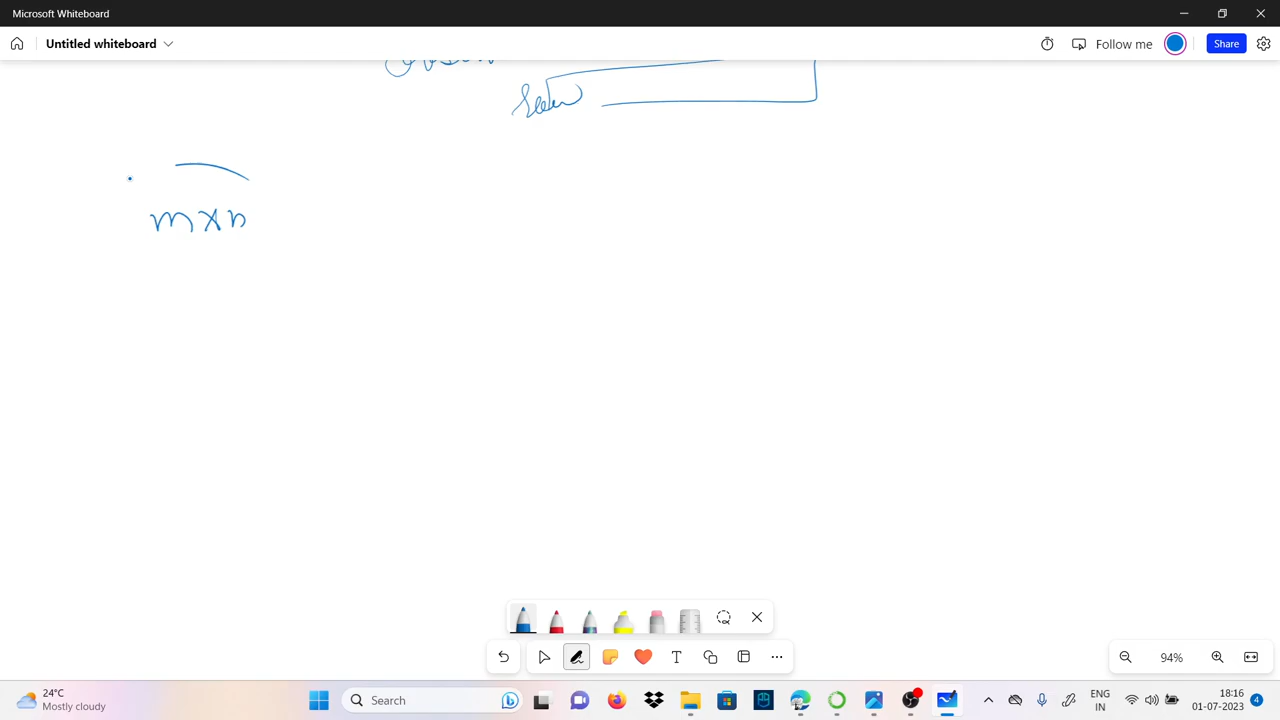 Microsoft Whiteboard
Untitled whiteboard
Follow me
Share
m×n
94%
24°C
Mostly cloudy
Search
ENG
IN
18:16
01-07-2023
4